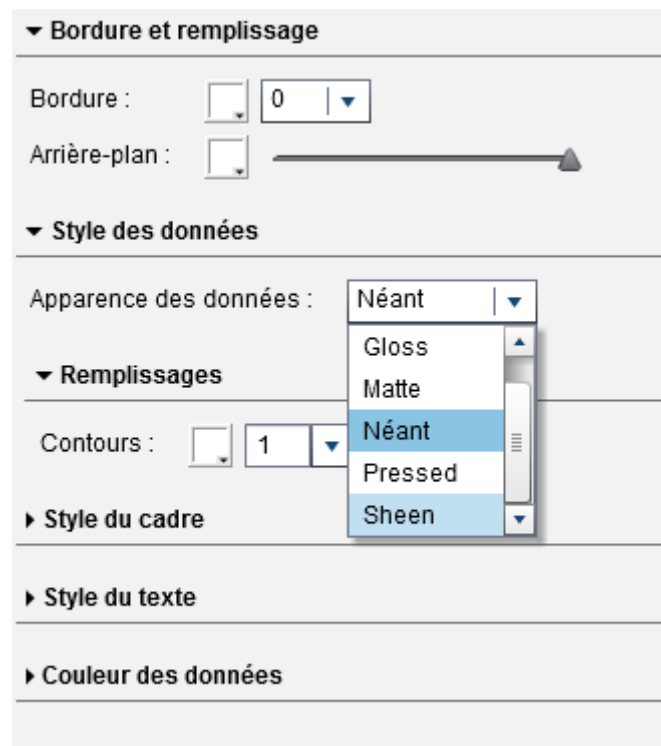 Bordure et remplissage
Bordure :
0
Arrière-plan :
Style des données
Apparence des données :
Néant
Gloss
Matte
Néant
Pressed
Sheen
Remplissages
Contours :
1
Style du cadre
Style du texte
Couleur des données